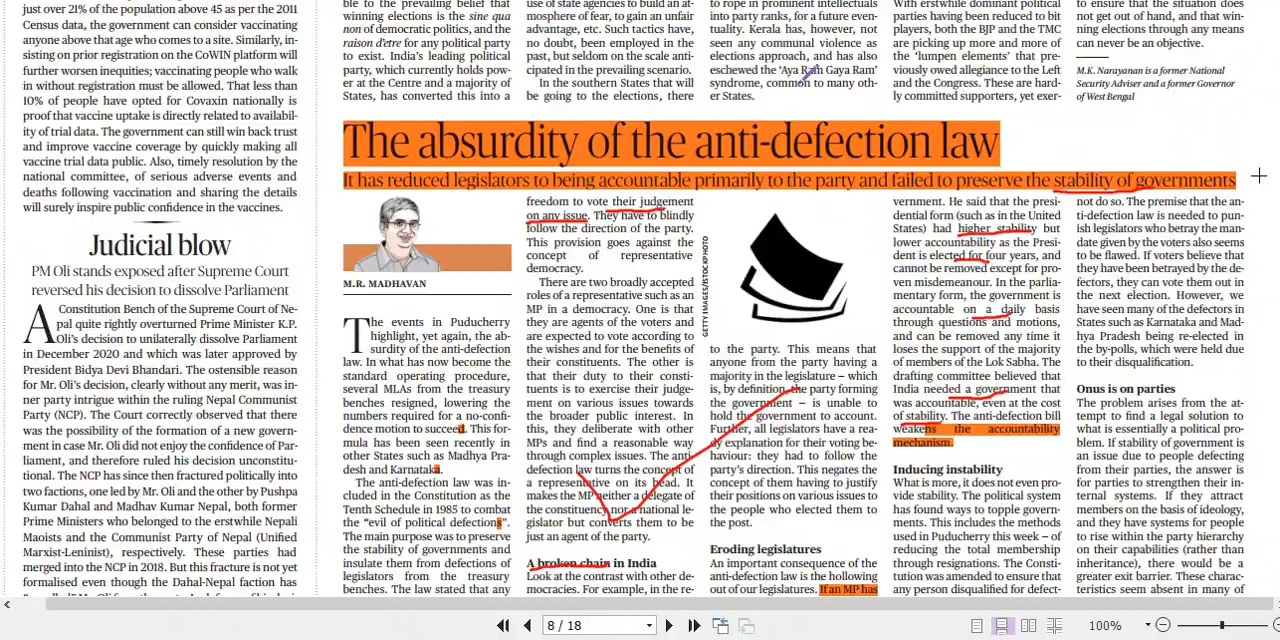 just over 21% of the population above 45 as per the 2011
Census data, the government can consider vaccinating
anyone above that age who comes to a site. Similarly, in-
sisting on prior registration on the CoWIN platform will
further worsen inequities; vaccinating people who walk
in without registration must be allowed. That less than
10% of people have opted for Covaxin nationally is
proof that vaccine uptake is directly related to availabil-
ity of trial data. The government can still win back trust
and improve vaccine coverage by quickly making all
vaccine trial data public. Also, timely resolution by the
national committee, of serious adverse events and
deaths following vaccination and sharing the details
will surely inspire public confidence in the vaccines.
Judicial blow
PM Oli stands exposed after Supreme Court
reversed his decision to dissolve Parliament
A Constitution Bench of the Supreme Court of Ne-
pal quite rightly overturned Prime Minister K.P.
Oli's decision to unilaterally dissolve Parliament
in December 2020 and which was later approved by
President Bidya Devi Bhandari. The ostensible reason
for Mr. Oli's decision, clearly without any merit, was in-
ner party intrigue within the ruling Nepal Communist
Party (NCP). The Court correctly observed that there
was the possibility of the formation of a new govern-
ment in case Mr. Oli did not enjoy the confidence of Par-
liament, and therefore ruled his decision unconstitu-
tional. The NCP has since then fractured politically into
two factions, one led by Mr. Oli and the other by Pushpa
Kumar Dahal and Madhav Kumar Nepal, both former
Prime Ministers who belonged to the erstwhile Nepali
Maoists and the Communist Party of Nepal (Unified
Marxist-Leninist), respectively. These parties had
merged into the NCP in 2018. But this fracture is not yet
formalised even though the Dahal-Nepal faction has
ble to the prevailing belief that
winning elections is the sine qua
non of democratic politics, and the
raison d'etre for any political party
to exist. India's leading political
party, which currently holds pow-
er at the Centre and a majority of
States, has converted this into a
use of state agencies to build an at-
mosphere of fear, to gain an unfair
advantage, etc. Such tactics have,
no doubt, been employed in the
past, but seldom on the scale anti-
cipated in the prevailing scenario.
In the southern States that will
be going to the elections, there
to rope in prominent intellectuals
into party ranks, for a future even-
tuality. Kerala has, however, not
seen any communal violence as
elections approach, and has also
eschewed the 'Aya Ram Gaya Ram'
syndrome, common to many oth-
er States.
With erstwhile dominant political
parties having been reduced to bit
players, both the BJP and the TMC
are picking up more and more of
the 'lumpen elements' that pre-
viously owed allegiance to the Left
and the Congress. These are hard-
ly committed supporters, yet exer-
to ensure that the situation does
not get out of hand, and that win-
ning elections through any means
can never be an objective.
M.K. Narayanan is a former National
Security Adviser and a former Governor
of West Bengal
The absurdity of the anti-defection law
It has reduced legislators to being accountable primarily to the party and failed to preserve the stability of governments
M.R. MADHAVAN
The events in Puducherry
highlight, yet again, the ab-
surdity of the anti-defection
law. In what has now become the
standard operating procedure,
several MLAs from the treasury
benches resigned, lowering the
numbers required for a no-confi-
dence motion to succeed. This for-
mula has been seen recently in
other States such as Madhya Pra-
desh and Karnataka.
The anti-defection law was in-
cluded in the Constitution as the
Tenth Schedule in 1985 to combat
the "evil of political defections".
The main purpose was to preserve
the stability of governments and
insulate them from defections of
legislators from the treasury
benches. The law stated that any
freedom to vote their judgement
on any issue. They have to blindly
follow the direction of the party.
This provision goes against the
concept of representative
democracy.
There are two broadly accepted
roles of a representative such as an
MP in a democracy. One is that
they are agents of the voters and
are expected to vote according to
the wishes and for the benefits of
their constituents. The other is
that their duty to their consti-
tuents is to exercise their judge-
ment on various issues towards
the broader public interest. In
this, they deliberate with other
MPs and find a reasonable way
through complex issues. The anti-
defection law turns the concept of
a representative on its head. It
makes the MP neither a delegate of
the constituency nor a national le-
gislator but converts them to be
just an agent of the party.
A broken chain in India
Look at the contrast with other de-
mocracies. For example, in the re-
GETTY IMAGES/ISTOCKPHOTO
to the party. This means that
anyone from the party having a
majority in the legislature – which
is, by definition, the party forming
the government – is unable to
hold the government to account.
Further, all legislators have a rea-
dy explanation for their voting be-
haviour: they had to follow the
party's direction. This negates the
concept of them having to justify
their positions on various issues to
the people who elected them to
the post.
Eroding legislatures
An important consequence of the
anti-defection law is the hollowing
out of our legislatures. If an MP has
vernment. He said that the presi-
dential form (such as in the United
States) had higher stability but
lower accountability as the Presi-
dent is elected for four years, and
cannot be removed except for pro-
ven misdemeanour. In the parlia-
mentary form, the government is
accountable on a daily basis
through questions and motions,
and can be removed any time it
loses the support of the majority
of members of the Lok Sabha. The
drafting committee believed that
India needed a government that
was accountable, even at the cost
of stability. The anti-defection bill
weakens the accountability
mechanism.
Inducing instability
What is more, it does not even pro-
vide stability. The political system
has found ways to topple govern-
ments. This includes the methods
used in Puducherry this week – of
reducing the total membership
through resignations. The Consti-
tution was amended to ensure that
any person disqualified for defect-
not do so. The premise that the an-
ti-defection law is needed to pun-
ish legislators who betray the man-
date given by the voters also seems
to be flawed. If voters believe that
they have been betrayed by the de-
fectors, they can vote them out in
the next election. However, we
have seen many of the defectors in
States such as Karnataka and Mad-
hya Pradesh being re-elected in
the by-polls, which were held due
to their disqualification.
Onus is on parties
The problem arises from the at-
tempt to find a legal solution to
what is essentially a political pro-
blem. If stability of government is
an issue due to people defecting
from their parties, the answer is
for parties to strengthen their in-
ternal systems. If they attract
members on the basis of ideology,
and they have systems for people
to rise within the party hierarchy
on their capabilities (rather than
inheritance), there would be a
greater exit barrier. These charac-
teristics seem absent in many of
8 / 18
100%